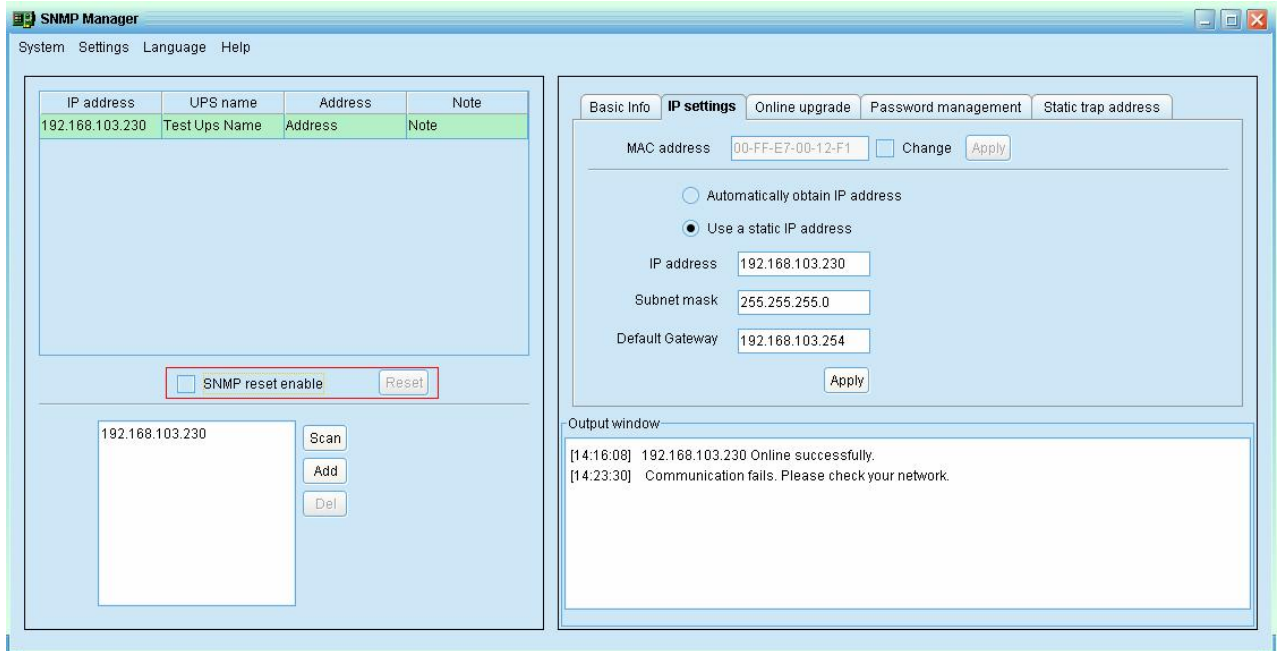 SNMP Manager
System Settings Language Help
IP address UPS name Address Note
192.168.103.230 Test Ups Name Address Note
SNMP reset enable Reset
192.168.103.230
Scan
Add
Del
Basic Info IP settings Online upgrade Password management Static trap address
MAC address 00-FF-E7-00-12-F1 Change Apply
Automatically obtain IP address
Use a static IP address
IP address 192.168.103.230
Subnet mask 255.255.255.0
Default Gateway 192.168.103.254
Apply
Output window
[14:16:08] 192.168.103.230 Online successfully.
[14:23:30] Communication fails. Please check your network.